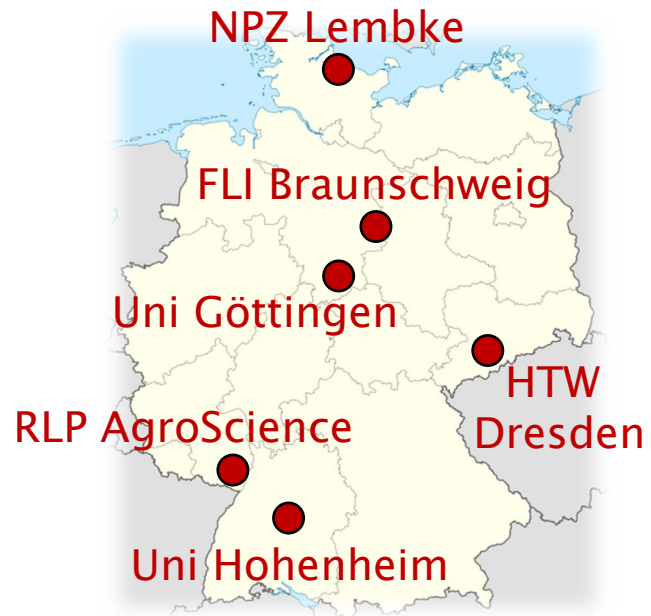 NPZ Lembke
FLI Braunschweig
Uni Göttingen
HTW
Dresden
RLP AgroScience
Uni Hohenheim